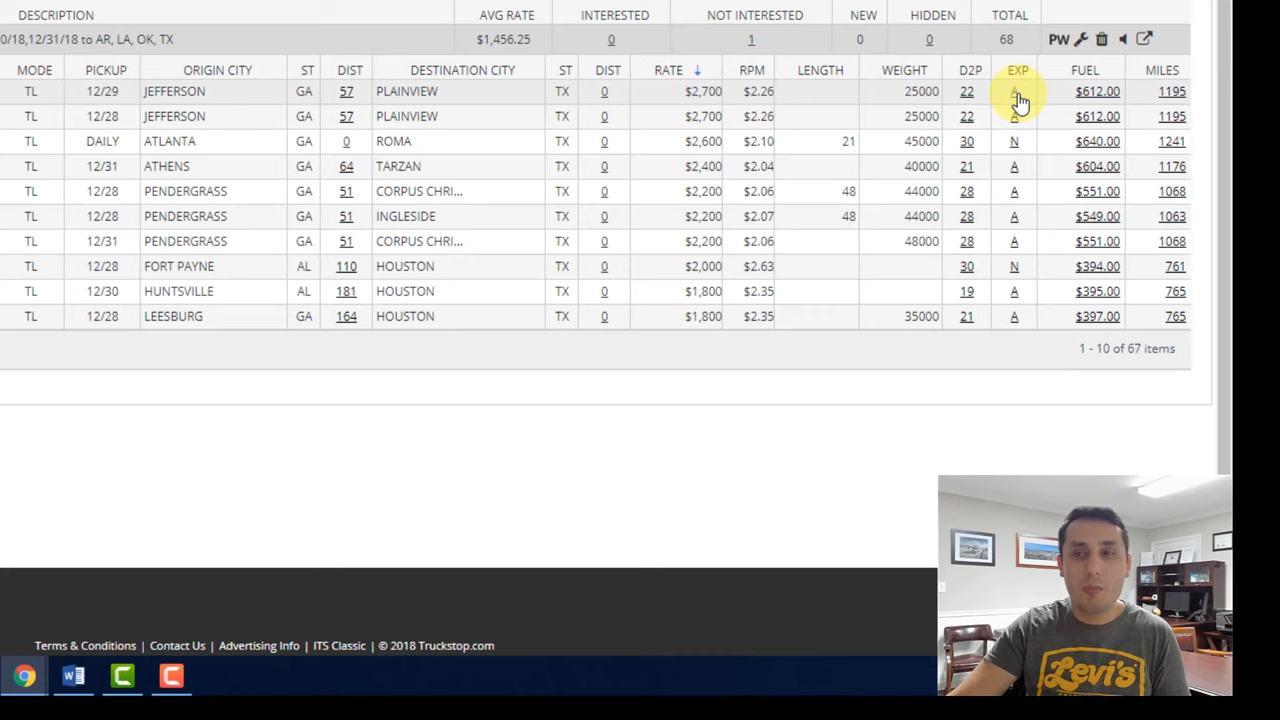 DESCRIPTION AVG RATE INTERESTED NOT INTERESTED NEW HIDDEN TOTAL
0/18,12/31/18 to AR, LA, OK, TX $1,456.25 0 1 0 0 68 PW
MODE PICKUP ORIGIN CITY ST DIST DESTINATION CITY ST DIST RATE ↓ RPM LENGTH WEIGHT D2P EXP FUEL MILES
TL 12/29 JEFFERSON GA 57 PLAINVIEW TX 0 $2,700 $2.26 25000 22 A $612.00 1195
TL 12/28 JEFFERSON GA 57 PLAINVIEW TX 0 $2,700 $2.26 25000 22 A $612.00 1195
TL DAILY ATLANTA GA 0 ROMA TX 0 $2,600 $2.10 21 45000 30 N $640.00 1241
TL 12/31 ATHENS GA 64 TARZAN TX 0 $2,400 $2.04 40000 21 A $604.00 1176
TL 12/28 PENDERGRASS GA 51 CORPUS CHRI... TX 0 $2,200 $2.06 48 44000 28 A $551.00 1068
TL 12/28 PENDERGRASS GA 51 INGLESIDE TX 0 $2,200 $2.07 48 44000 28 A $549.00 1063
TL 12/31 PENDERGRASS GA 51 CORPUS CHRI... TX 0 $2,200 $2.06 48000 28 A $551.00 1068
TL 12/28 FORT PAYNE AL 110 HOUSTON TX 0 $2,000 $2.63 30 N $394.00 761
TL 12/30 HUNTSVILLE AL 181 HOUSTON TX 0 $1,800 $2.35 19 A $395.00 765
TL 12/28 LEESBURG GA 164 HOUSTON TX 0 $1,800 $2.35 35000 21 A $397.00 765
1 - 10 of 67 items
Terms & Conditions | Contact Us | Advertising Info | ITS Classic | © 2018 Truckstop.com
W C C
Levi's